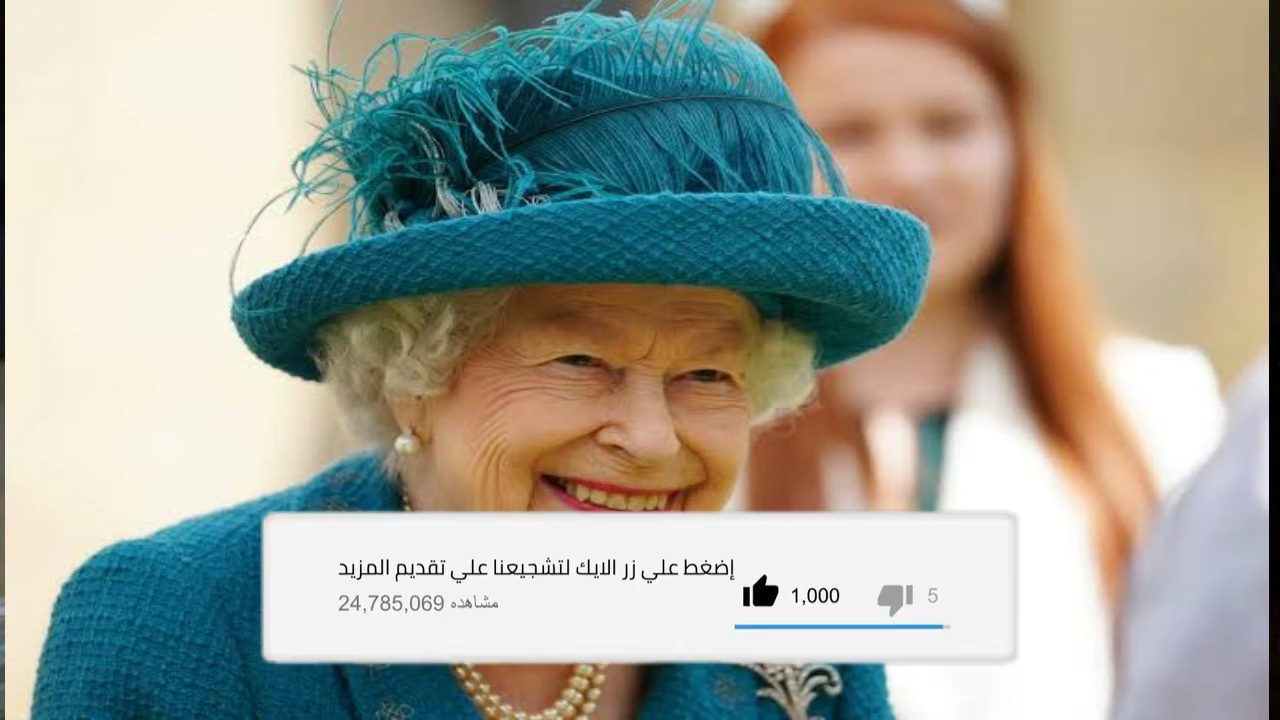 إضغط علي زر الايك لتشجيعنا علي تقديم المزيد
24,785,069 مشاهده
1,000
5